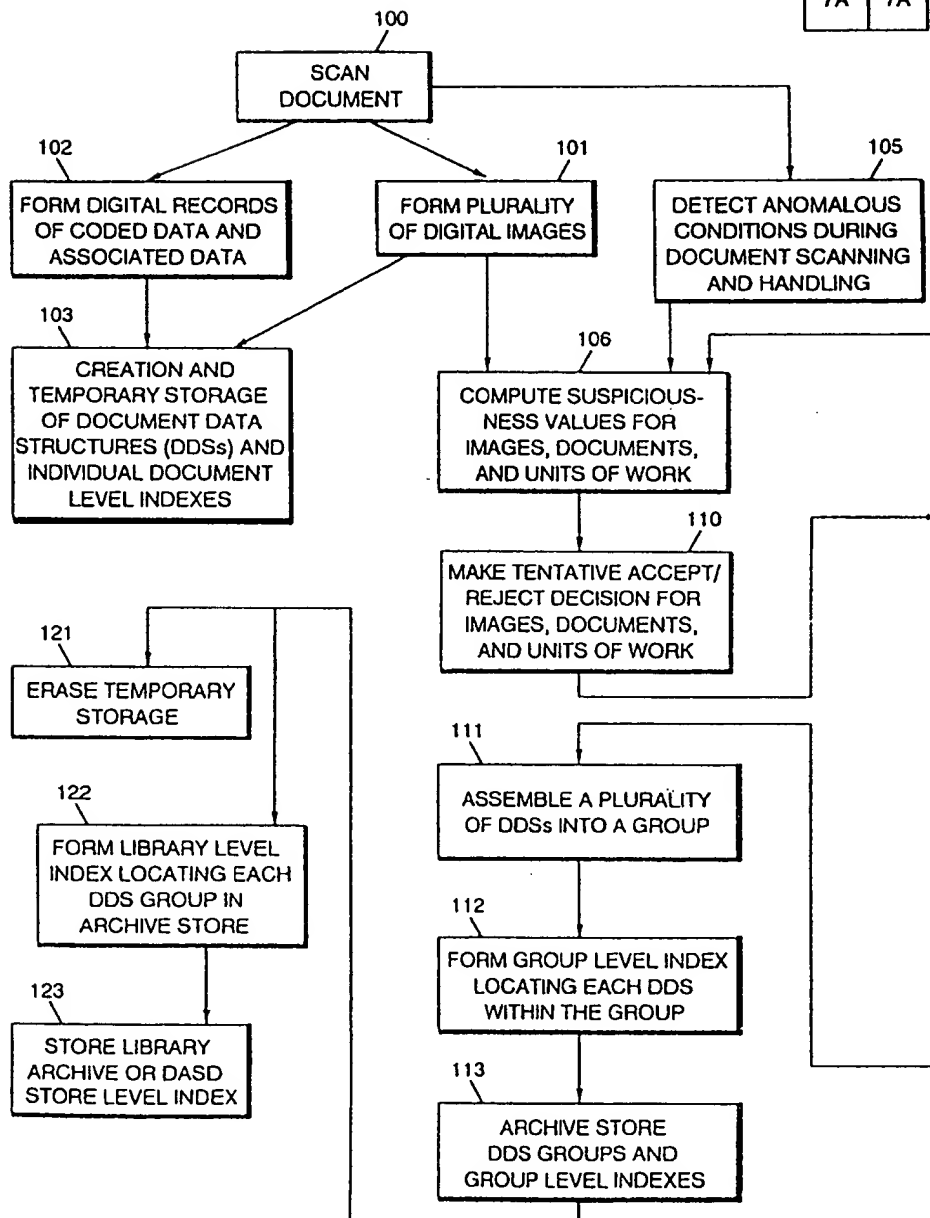 7A 7A
100
SCAN
DOCUMENT
102
FORM DIGITAL RECORDS
OF CODED DATA AND
ASSOCIATED DATA
101
FORM PLURALITY
OF DIGITAL IMAGES
105
DETECT ANOMALOUS
CONDITIONS DURING
DOCUMENT SCANNING
AND HANDLING
103
CREATION AND
TEMPORARY STORAGE
OF DOCUMENT DATA
STRUCTURES (DDSs) AND
INDIVIDUAL DOCUMENT
LEVEL INDEXES
106
COMPUTE SUSPICIOUS-
NESS VALUES FOR
IMAGES, DOCUMENTS,
AND UNITS OF WORK
110
MAKE TENTATIVE ACCEPT/
REJECT DECISION FOR
IMAGES, DOCUMENTS,
AND UNITS OF WORK
121
ERASE TEMPORARY
STORAGE
111
ASSEMBLE A PLURALITY
OF DDSs INTO A GROUP
122
FORM LIBRARY LEVEL
INDEX LOCATING EACH
DDS GROUP IN
ARCHIVE STORE
112
FORM GROUP LEVEL INDEX
LOCATING EACH DDS
WITHIN THE GROUP
123
STORE LIBRARY
ARCHIVE OR DASD
STORE LEVEL INDEX
113
ARCHIVE STORE
DDS GROUPS AND
GROUP LEVEL INDEXES